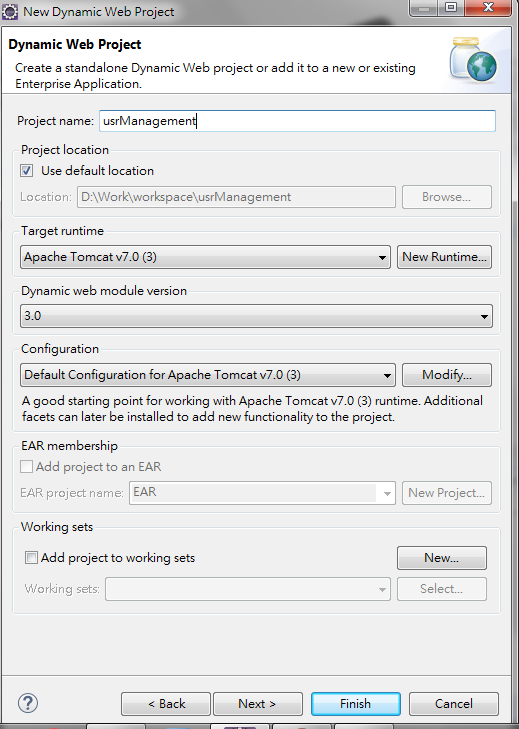 New Dynamic Web Project
Dynamic Web Project
Create a standalone Dynamic Web project or add it to a new or existing
Enterprise Application.
Project name: usrManagement
Project location
Use default location
Location: D:\Work\workspace\usrManagement Browse...
Target runtime
Apache Tomcat v7.0 (3) New Runtime...
Dynamic web module version
3.0
Configuration
Default Configuration for Apache Tomcat v7.0 (3) Modify...
A good starting point for working with Apache Tomcat v7.0 (3) runtime. Additional
facets can later be installed to add new functionality to the project.
EAR membership
Add project to an EAR
EAR project name: EAR New Project...
Working sets
Add project to working sets New...
Working sets: Select...
? < Back Next > Finish Cancel